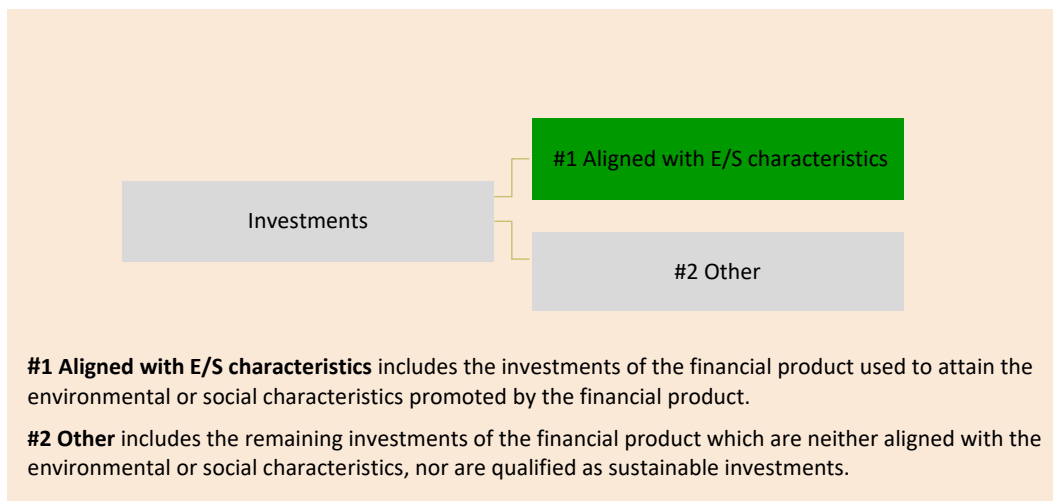 #1 Aligned with E/S characteristics
Investments
#2 Other
#1 Aligned with E/S characteristics includes the investments of the financial product used to attain the
environmental or social characteristics promoted by the financial product.
#2 Other includes the remaining investments of the financial product which are neither aligned with the
environmental or social characteristics, nor are qualified as sustainable investments.